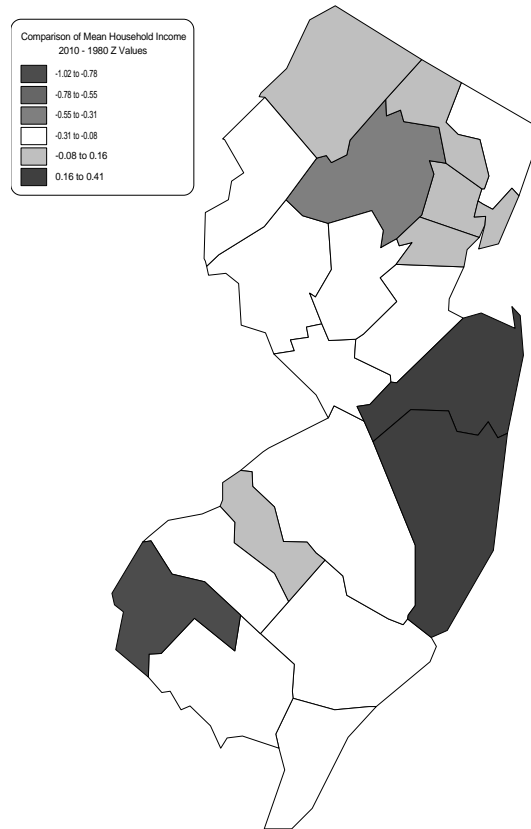 Comparison of Mean Household Income
2010 - 1980 Z Values
-1.02 to -0.78
-0.78 to -0.55
-0.55 to -0.31
-0.31 to -0.08
-0.08 to 0.16
0.16 to 0.41